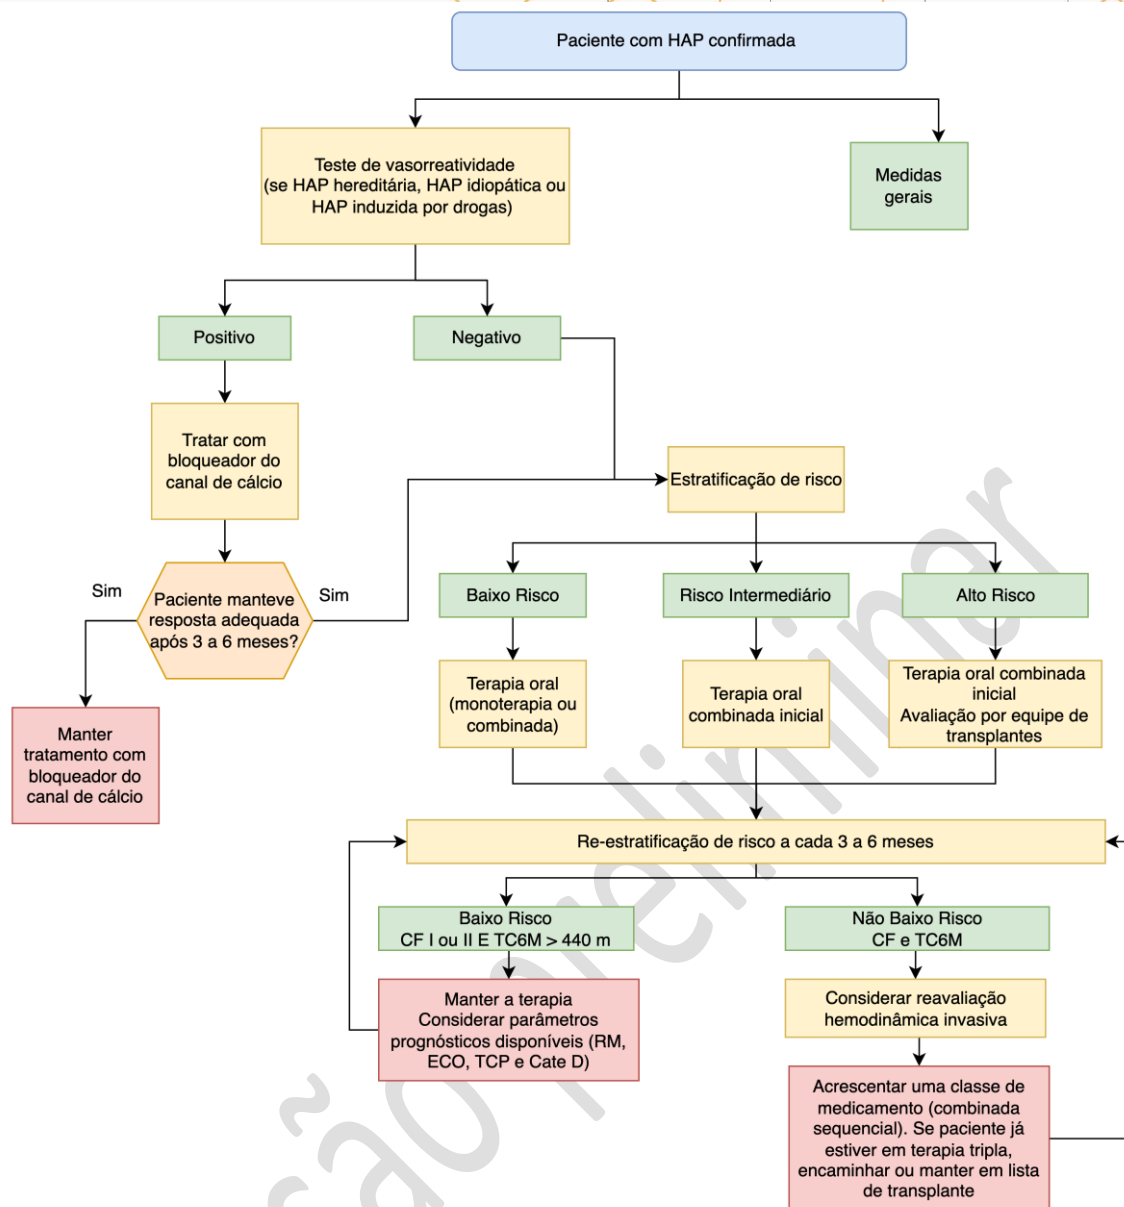 Paciente com HAP confirmada
Teste de vasorreatividade
(se HAP hereditária, HAP idiopática ou
HAP induzida por drogas)
Medidas
gerais
Positivo
Negativo
Tratar com
bloqueador do
canal de cálcio
Estratificação de risco
Sim
Paciente manteve
resposta adequada
após 3 a 6 meses?
Sim
Baixo Risco
Risco Intermediário
Alto Risco
Terapia oral
(monoterapia ou
combinada)
Terapia oral
combinada inicial
Terapia oral combinada
inicial
Avaliação por equipe de
transplantes
Manter
tratamento com
bloqueador do
canal de cálcio
Re-estratificação de risco a cada 3 a 6 meses
Baixo Risco
CF I ou II E TC6M > 440 m
Não Baixo Risco
CF e TC6M
Manter a terapia
Considerar parâmetros
prognósticos disponíveis (RM,
ECO, TCP e Cate D)
Considerar reavaliação
hemodinâmica invasiva
Acrescentar uma classe de
medicamento (combinada
sequencial). Se paciente já
estiver em terapia tripla,
encaminhar ou manter em lista
de transplante
são preliminar